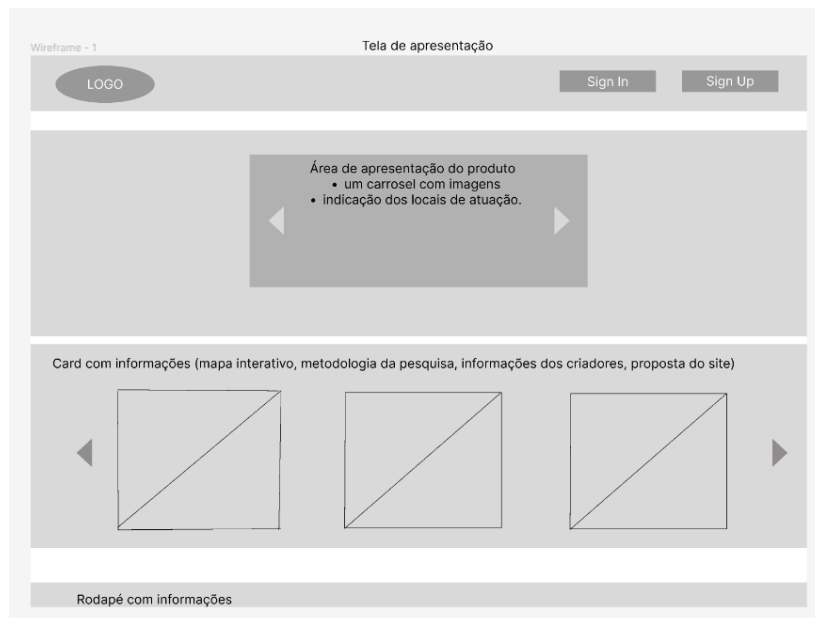 Wireframe - 1
Tela de apresentação
LOGO
Sign In
Sign Up
Área de apresentação do produto
• um carrosel com imagens
• indicação dos locais de atuação.
Card com informações (mapa interativo, metodologia da pesquisa, informações dos criadores, proposta do site)
Rodapé com informações